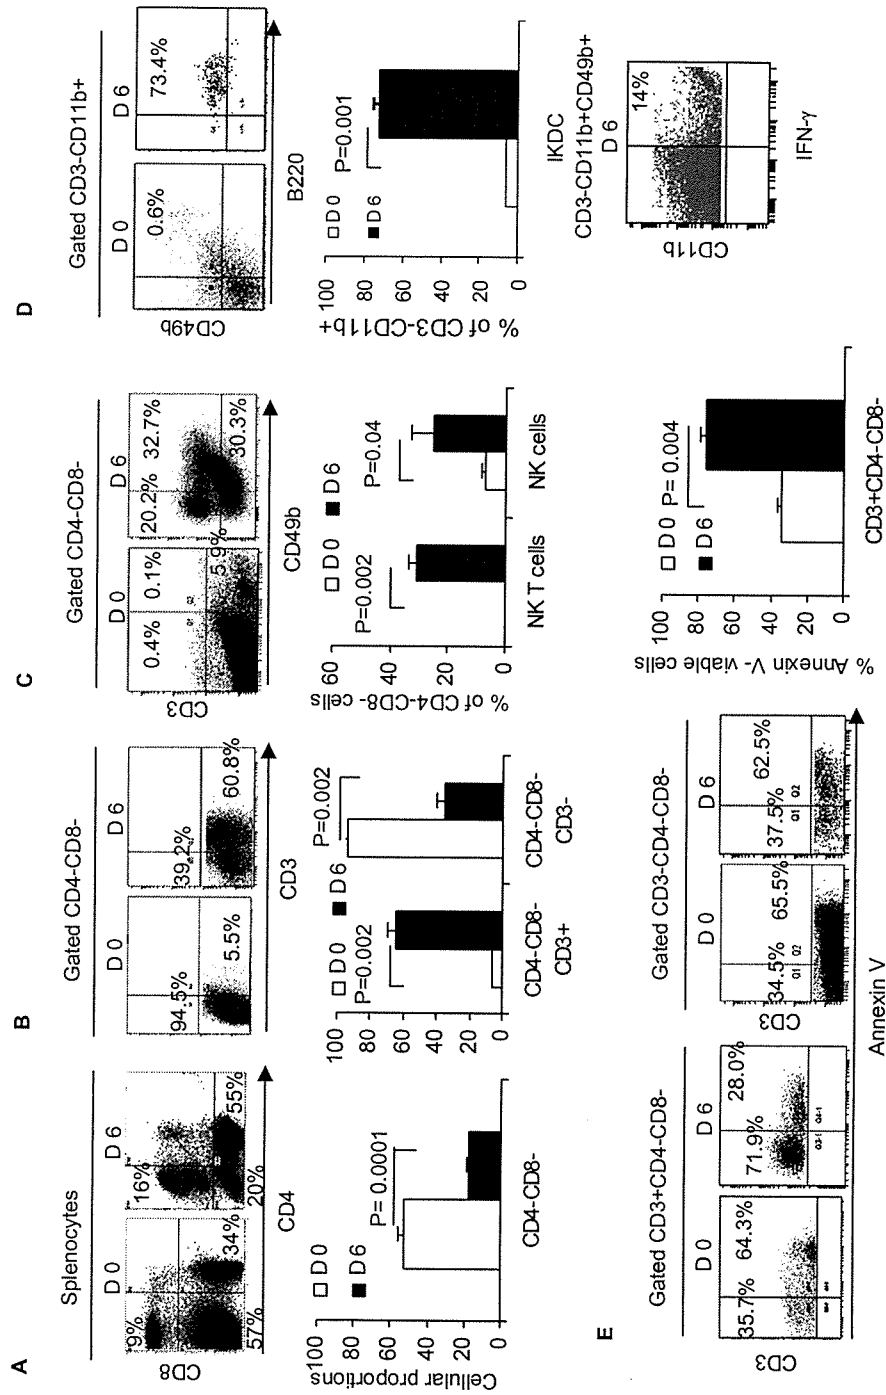 A
Splenocytes
D 0
D 6
9%
57%
34%
16%
20%
55%
CD8
CD4
Cellular proportions
100
80
60
40
20
0
D 0
D 6
P= 0.0001
CD4-CD8-
B
Gated CD4-CD8-
D 0
D 6
94.5%
5.5%
39.2%
60.8%
CD3
100
80
60
40
20
0
D 0
D 6
P=0.002
P=0.002
CD4-CD8-
CD3+
CD4-CD8-
CD3-
C
Gated CD4-CD8-
D 0
D 6
0.4%
0.1%
5.9%
20.2%
32.7%
30.3%
Q1
Q2
CD3
CD49b
% of CD4-CD8- cells
60
40
20
0
D 0
D 6
P=0.002
P=0.04
NK T cells
NK cells
D
Gated CD3-CD11b+
D 0
D 6
0.6%
73.4%
CD49b
B220
% of CD3-CD11b+
100
80
60
40
20
0
D 0
D 6
P=0.001
IKDC
CD3-CD11b+CD49b+
D 6
14%
CD11b
IFN-γ
E
Gated CD3+CD4-CD8-
D 0
D 6
35.7%
64.3%
71.9%
28.0%
CD3
Gated CD3-CD4-CD8-
D 0
D 6
34.5%
65.5%
Q1
Q2
37.5%
62.5%
Q1
Q2
CD3
Annexin V
% Annexin V- viable cells
100
80
60
40
20
0
D 0
D 6
P= 0.004
CD3+CD4-CD8-